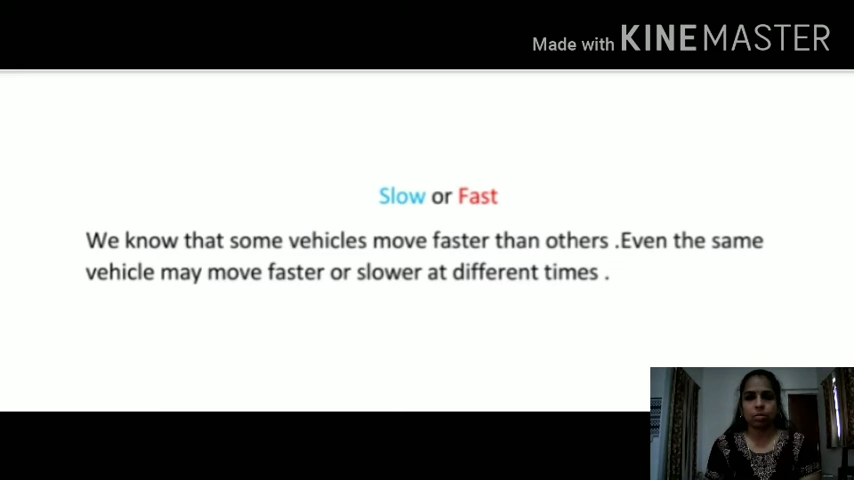 Made with KINEMASTER
Slow or Fast
We know that some vehicles move faster than others .Even the same
vehicle may move faster or slower at different times .